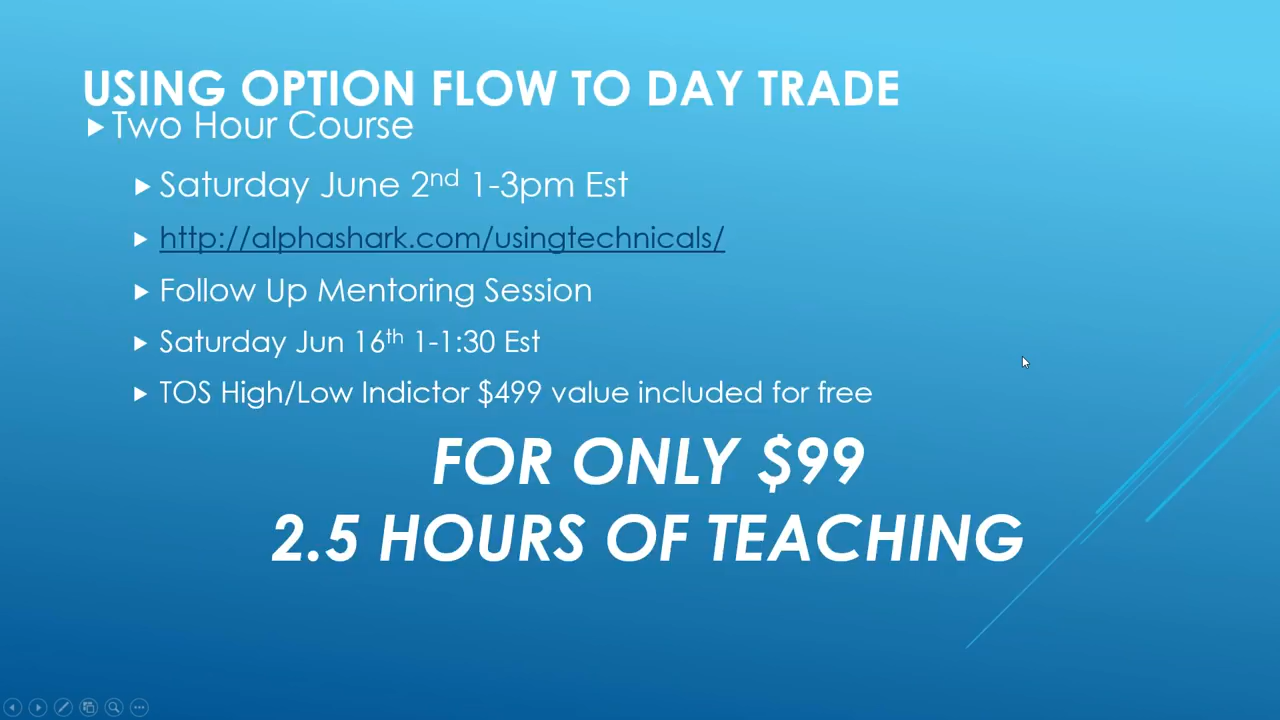 USING OPTION FLOW TO DAY TRADE
Two Hour Course
Saturday June 2nd 1-3pm Est
http://alphashark.com/usingtechnicals/
Follow Up Mentoring Session
Saturday Jun 16th 1-1:30 Est
TOS High/Low Indictor $499 value included for free
FOR ONLY $99
2.5 HOURS OF TEACHING